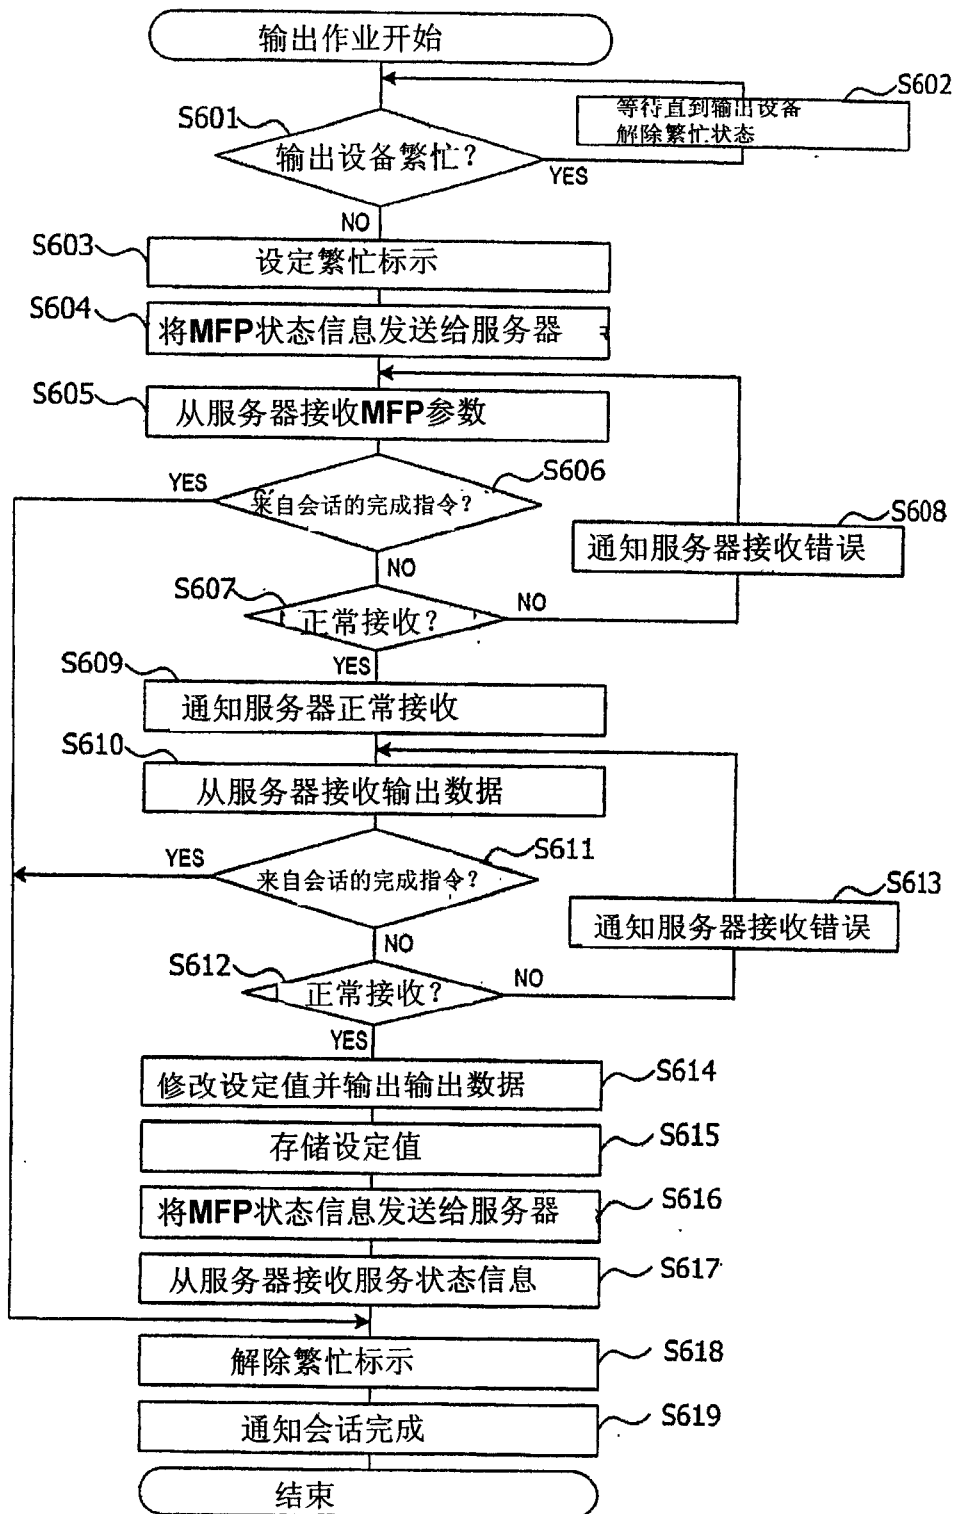 输出作业开始
S602
等待直到输出设备
解除繁忙状态
S601
输出设备繁忙？
YES
NO
S603
设定繁忙标示
S604
将MFP状态信息发送给服务器
S605
从服务器接收MFP参数
S606
YES
来自会话的完成指令？
S608
通知服务器接收错误
NO
S607
正常接收？
NO
YES
S609
通知服务器正常接收
S610
从服务器接收输出数据
S611
YES
来自会话的完成指令？
S613
通知服务器接收错误
NO
S612
正常接收？
NO
YES
修改设定值并输出输出数据
S614
存储设定值
S615
将MFP状态信息发送给服务器
S616
从服务器接收服务状态信息
S617
解除繁忙标示
S618
通知会话完成
S619
结束